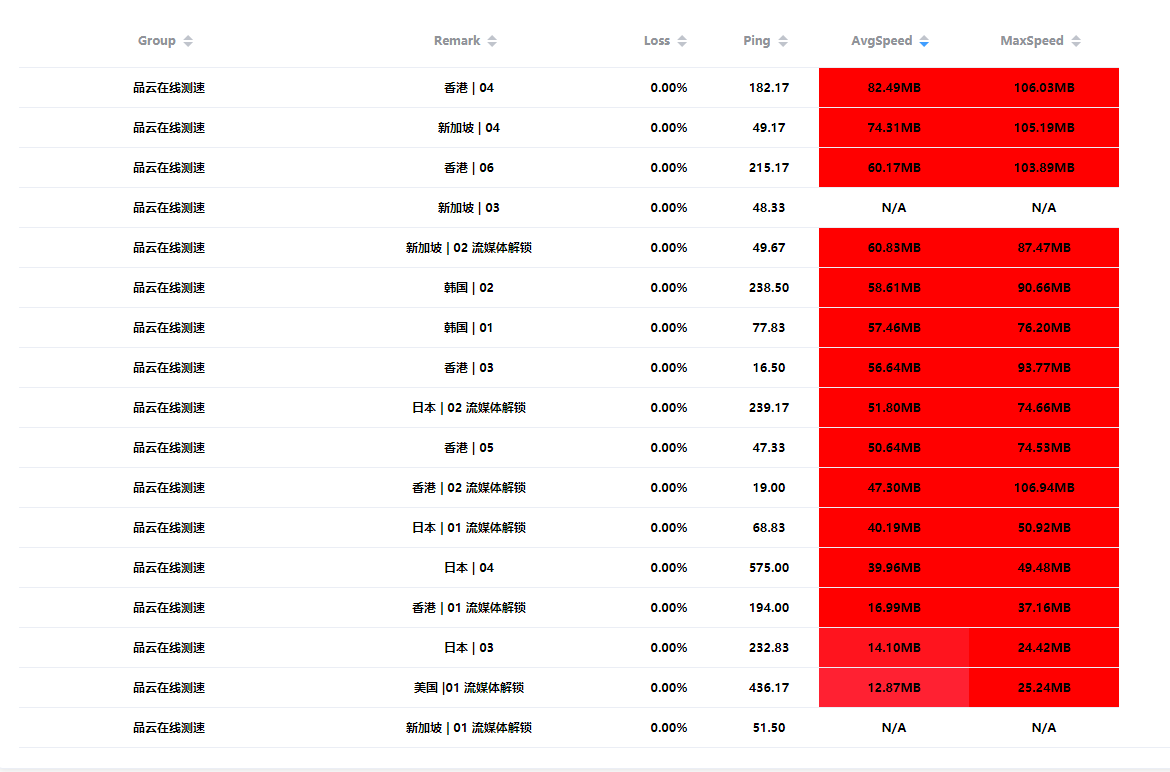 Group Remark Loss Ping AvgSpeed MaxSpeed
品云在线测速 香港 | 04 0.00% 182.17 82.49MB 106.03MB
品云在线测速 新加坡 | 04 0.00% 49.17 74.31MB 105.19MB
品云在线测速 香港 | 06 0.00% 215.17 60.17MB 103.89MB
品云在线测速 新加坡 | 03 0.00% 48.33 N/A N/A
品云在线测速 新加坡 | 02 流媒体解锁 0.00% 49.67 60.83MB 87.47MB
品云在线测速 韩国 | 02 0.00% 238.50 58.61MB 90.66MB
品云在线测速 韩国 | 01 0.00% 77.83 57.46MB 76.20MB
品云在线测速 香港 | 03 0.00% 16.50 56.64MB 93.77MB
品云在线测速 日本 | 02 流媒体解锁 0.00% 239.17 51.80MB 74.66MB
品云在线测速 香港 | 05 0.00% 47.33 50.64MB 74.53MB
品云在线测速 香港 | 02 流媒体解锁 0.00% 19.00 47.30MB 106.94MB
品云在线测速 日本 | 01 流媒体解锁 0.00% 68.83 40.19MB 50.92MB
品云在线测速 日本 | 04 0.00% 575.00 39.96MB 49.48MB
品云在线测速 香港 | 01 流媒体解锁 0.00% 194.00 16.99MB 37.16MB
品云在线测速 日本 | 03 0.00% 232.83 14.10MB 24.42MB
品云在线测速 美国 |01 流媒体解锁 0.00% 436.17 12.87MB 25.24MB
品云在线测速 新加坡 | 01 流媒体解锁 0.00% 51.50 N/A N/A